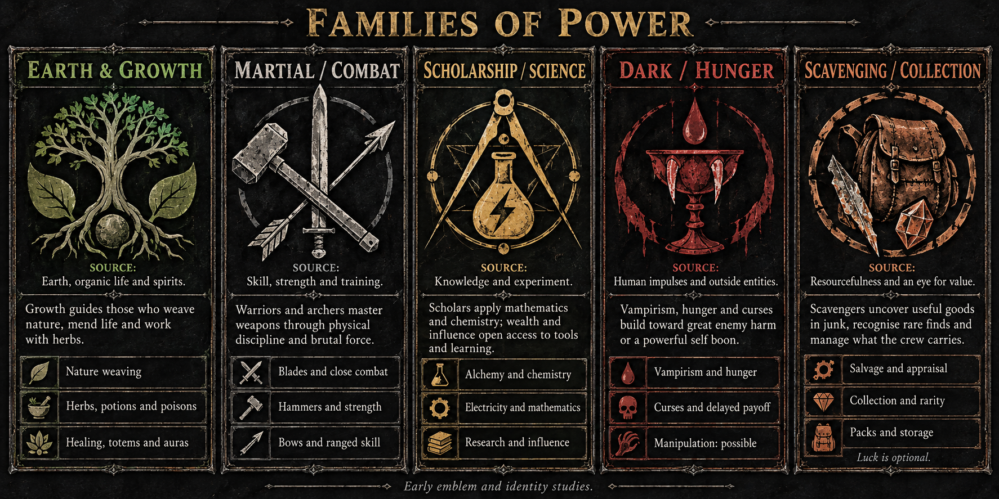 FAMILIES OF POWER
EARTH & GROWTH
SOURCE:
Earth, organic life and spirits.
Growth guides those who weave
nature, mend life and work
with herbs.
Nature weaving
Herbs, potions and poisons
Healing, totems and auras
MARTIAL / COMBAT
SOURCE:
Skill, strength and training.
Warriors and archers master
weapons through physical
discipline and brutal force.
Blades and close combat
Hammers and strength
Bows and ranged skill
SCHOLARSHIP / SCIENCE
SOURCE:
Knowledge and experiment.
Scholars apply mathematics
and chemistry; wealth and
influence open access to tools
and learning.
Alchemy and chemistry
Electricity and mathematics
Research and influence
DARK / HUNGER
SOURCE:
Human impulses and outside entities.
Vampirism, hunger and curses
build toward great enemy harm
or a powerful self boon.
Vampirism and hunger
Curses and delayed payoff
Manipulation: possible
SCAVENGING / COLLECTION
SOURCE:
Resourcefulness and an eye for value.
Scavengers uncover useful goods
in junk, recognise rare finds and
manage what the crew carries.
Salvage and appraisal
Collection and rarity
Packs and storage
Luck is optional.
Early emblem and identity studies.